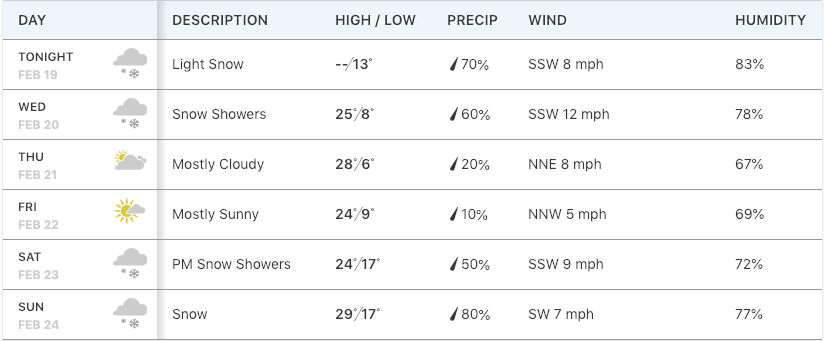 DAY DESCRIPTION HIGH / LOW PRECIP WIND HUMIDITY
TONIGHT
FEB 19
Light Snow --/13° 70% SSW 8 mph 83%
WED
FEB 20
Snow Showers 25°/8° 60% SSW 12 mph 78%
THU
FEB 21
Mostly Cloudy 28°/6° 20% NNE 8 mph 67%
FRI
FEB 22
Mostly Sunny 24°/9° 10% NNW 5 mph 69%
SAT
FEB 23
PM Snow Showers 24°/17° 50% SSW 9 mph 72%
SUN
FEB 24
Snow 29°/17° 80% SW 7 mph 77%